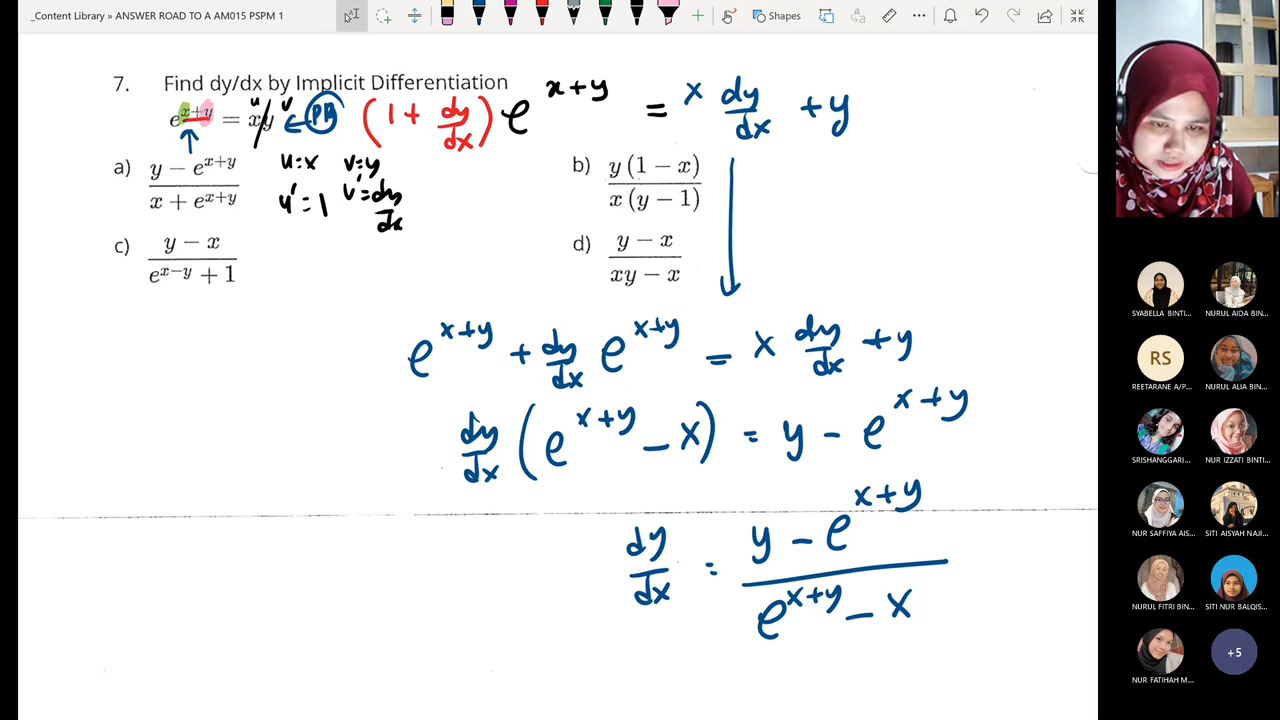 _Content Library » ANSWER ROAD TO A AM015 PSPM 1
Shapes
7. Find dy/dx by Implicit Differentiation
e^{x+y} = xy
u v
PR
(1 + dy/dx) e^{x+y} = x dy/dx + y
a) (y − e^{x+y})/(x + e^{x+y})
u=x v=y
u'=1 v'=dy/dx
b) (y (1 − x))/(x (y − 1))
c) (y − x)/(e^{x−y} + 1)
d) (y − x)/(xy − x)
e^{x+y} + dy/dx e^{x+y} = x dy/dx + y
dy/dx (e^{x+y} − x) = y − e^{x+y}
dy/dx = (y − e^{x+y})/(e^{x+y} − x)
SYABELLA BINTI...
NURUL AIDA BIN...
RS
REETARANE A/P...
NURUL ALIA BIN...
SRISHANGGARI...
NUR IZZATI BINTI...
NUR SAFFIYA AIS...
SITI AISYAH NAJI...
NURUL FITRI BIN...
SITI NUR BALQIS...
NUR FATIHAH M...
+5